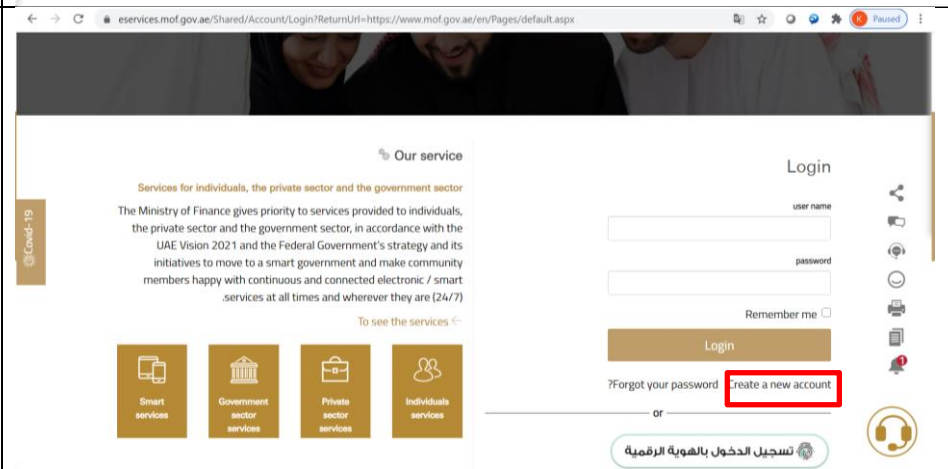 eservices.mof.gov.ae/Shared/Account/Login?ReturnUrl=https://www.mof.gov.ae/en/Pages/default.aspx
K Paused
Covid-19
Our service
Services for individuals, the private sector and the government sector
The Ministry of Finance gives priority to services provided to individuals,
the private sector and the government sector, in accordance with the
UAE Vision 2021 and the Federal Government's strategy and its
initiatives to move to a smart government and make community
members happy with continuous and connected electronic / smart
.services at all times and wherever they are (24/7)
To see the services
Smart
services
Government
sector
services
Private
sector
services
Individuals
services
Login
user name
password
Remember me
Login
?Forgot your password
Create a new account
or
تسجيل الدخول بالهوية الرقمية
1